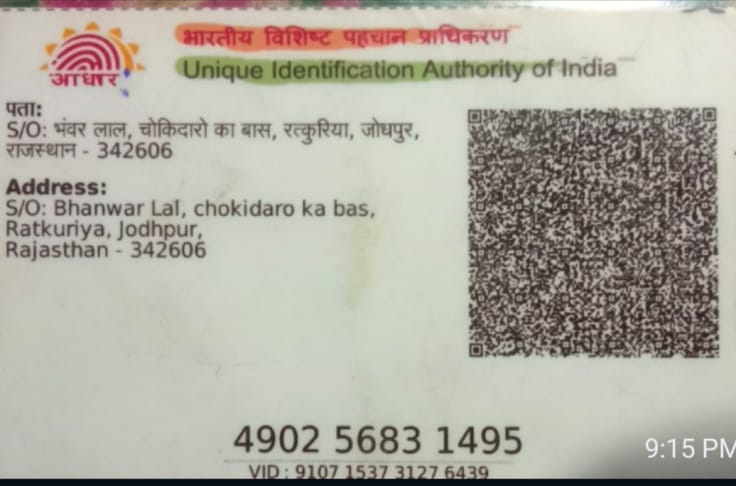 भारतीय विशिष्ट पहचान प्राधिकरण
आधार
Unique Identification Authority of India
पता:
S/O: भंवर लाल, चोकिदारो का बास, रत्कुरिया, जोधपुर,
राजस्थान - 342606
Address:
S/O: Bhanwar Lal, chokidaro ka bas,
Ratkuriya, Jodhpur,
Rajasthan - 342606
4902 5683 1495
VID : 9107 1537 3127 6439
9:15 PM